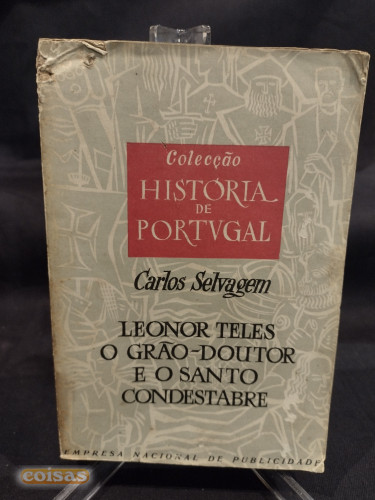 Colecção
HISTÓRIA
DE
PORTVGAL
Carlos Selvagem
LEONOR TELES
O GRÃO-DOUTOR
E O SANTO
CONDESTABRE
EMPRESA NACIONAL DE PUBLICIDADE
coisas